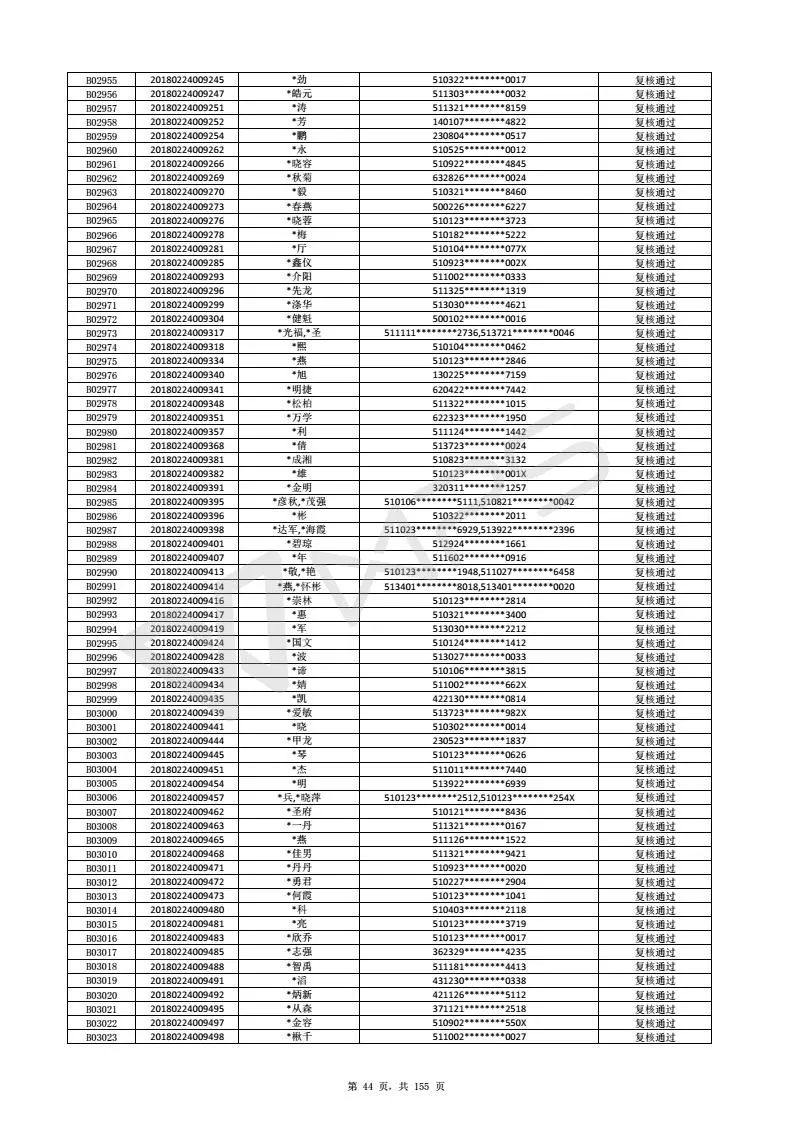 B02955 20180224009245 *劲 510322********0017 复核通过
B02956 20180224009247 *皓元 511303********0032 复核通过
B02957 20180224009251 *涛 511321********8159 复核通过
B02958 20180224009252 *芳 140107********4822 复核通过
B02959 20180224009254 *鹏 230804********0517 复核通过
B02960 20180224009262 *永 510525********0012 复核通过
B02961 20180224009266 *晓容 510922********4845 复核通过
B02962 20180224009269 *秋菊 632826********0024 复核通过
B02963 20180224009270 *毅 510321********8460 复核通过
B02964 20180224009273 *春燕 500226********6227 复核通过
B02965 20180224009276 *晓蓉 510123********3723 复核通过
B02966 20180224009278 *梅 510182********5222 复核通过
B02967 20180224009281 *厅 510104********077X 复核通过
B02968 20180224009285 *鑫仪 510923********002X 复核通过
B02969 20180224009293 *介阳 511002********0333 复核通过
B02970 20180224009296 *先龙 511325********1319 复核通过
B02971 20180224009299 *涤华 513030********4621 复核通过
B02972 20180224009304 *健魁 500102********0016 复核通过
B02973 20180224009317 *光福,*圣 511111********2736,513721********0046 复核通过
B02974 20180224009318 *熙 510104********0462 复核通过
B02975 20180224009334 *燕 510123********2846 复核通过
B02976 20180224009340 *旭 130225********7159 复核通过
B02977 20180224009341 *明捷 620422********7442 复核通过
B02978 20180224009348 *松柏 511322********1015 复核通过
B02979 20180224009351 *万学 622323********1950 复核通过
B02980 20180224009357 *利 511124********1442 复核通过
B02981 20180224009368 *倩 513723********0024 复核通过
B02982 20180224009381 *成湘 510823********3132 复核通过
B02983 20180224009382 *雄 510123********001X 复核通过
B02984 20180224009391 *金明 320311********1257 复核通过
B02985 20180224009395 *彦秋,*茂强 510106********5111,510821********0042 复核通过
B02986 20180224009396 *彬 510322********2011 复核通过
B02987 20180224009398 *达军,*海霞 511023********6929,513922********2396 复核通过
B02988 20180224009401 *碧琼 512924********1661 复核通过
B02989 20180224009407 *年 511602********0916 复核通过
B02990 20180224009413 *敬,*艳 510123********1948,511027********6458 复核通过
B02991 20180224009414 *燕,*怀彬 513401********8018,513401********0020 复核通过
B02992 20180224009416 *崇林 510123********2814 复核通过
B02993 20180224009417 *惠 510321********3400 复核通过
B02994 20180224009419 *军 513030********2212 复核通过
B02995 20180224009424 *国文 510124********1412 复核通过
B02996 20180224009428 *波 513027********0033 复核通过
B02997 20180224009433 *谛 510106********3815 复核通过
B02998 20180224009434 *婧 511002********662X 复核通过
B02999 20180224009435 *凯 422130********0814 复核通过
B03000 20180224009439 *爱敏 513723********982X 复核通过
B03001 20180224009441 *晓 510302********0014 复核通过
B03002 20180224009444 *甲龙 230523********1837 复核通过
B03003 20180224009445 *琴 510123********0626 复核通过
B03004 20180224009451 *杰 511011********7440 复核通过
B03005 20180224009454 *明 513922********6939 复核通过
B03006 20180224009457 *兵,*晓萍 510123********2512,510123********254X 复核通过
B03007 20180224009462 *圣府 510121********8436 复核通过
B03008 20180224009463 *一丹 511321********0167 复核通过
B03009 20180224009465 *燕 511126********1522 复核通过
B03010 20180224009468 *佳男 511321********9421 复核通过
B03011 20180224009471 *丹丹 510923********0020 复核通过
B03012 20180224009472 *勇君 510227********2904 复核通过
B03013 20180224009473 *何霞 510123********1041 复核通过
B03014 20180224009480 *科 510403********2118 复核通过
B03015 20180224009481 *亮 510123********3719 复核通过
B03016 20180224009483 *欣乔 510123********0017 复核通过
B03017 20180224009485 *志强 362329********4235 复核通过
B03018 20180224009488 *智禹 511181********4413 复核通过
B03019 20180224009491 *滔 431230********0338 复核通过
B03020 20180224009492 *炳新 421126********5112 复核通过
B03021 20180224009495 *从森 371121********2518 复核通过
B03022 20180224009497 *金容 510902********550X 复核通过
B03023 20180224009498 *楸千 511002********0027 复核通过
第 44 页，共 155 页